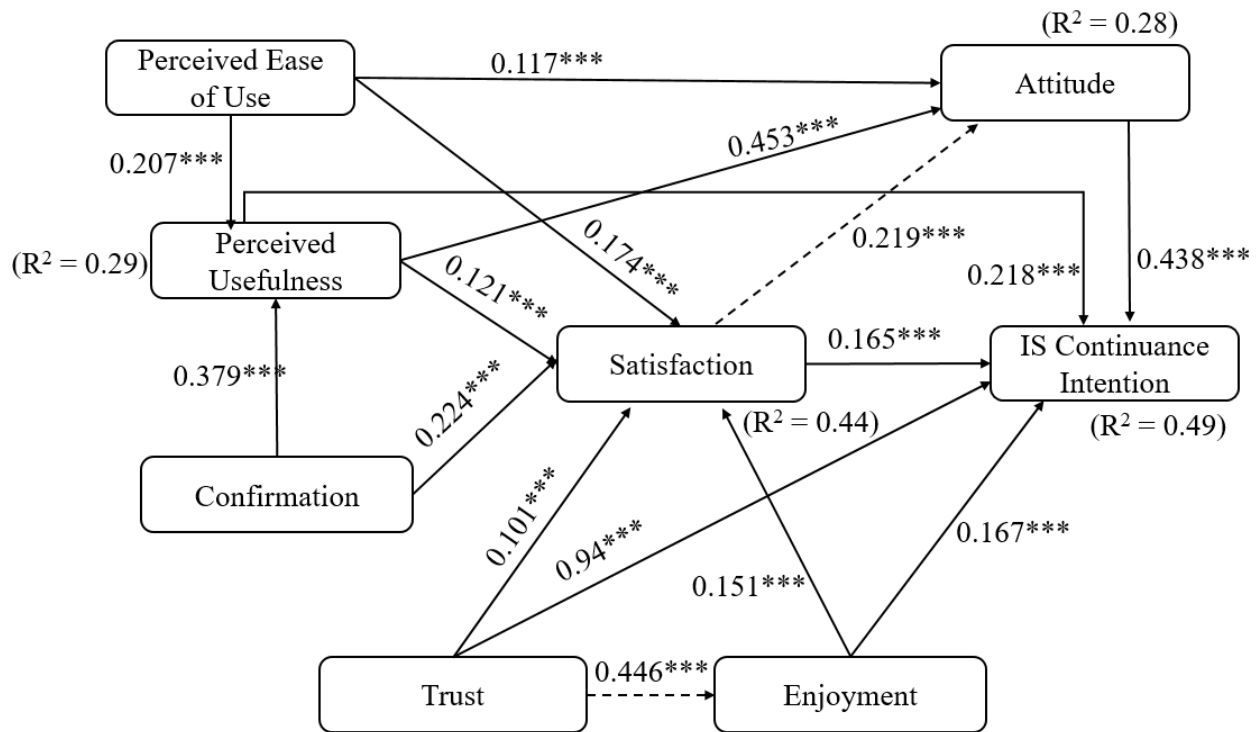 (R² = 0.28)
Perceived Ease
of Use
0.117***
Attitude
0.207***
0.453***
Perceived
Usefulness
(R² = 0.29)
0.174***
0.219***
0.121***
0.218***
0.438***
Satisfaction
0.165***
IS Continuance
Intention
0.379***
0.224***
(R² = 0.44)
(R² = 0.49)
Confirmation
0.101***
0.94***
0.167***
0.151***
Trust
0.446***
Enjoyment